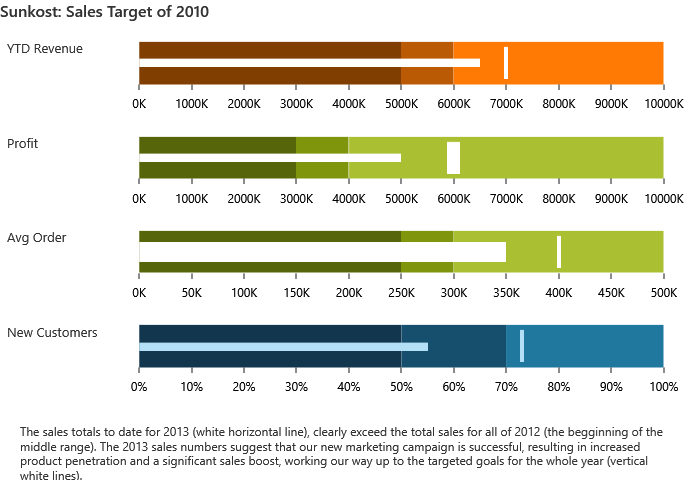 Sunkost: Sales Target of 2010
YTD Revenue
0K 1000K 2000K 3000K 4000K 5000K 6000K 7000K 8000K 9000K 10000K
Profit
0K 1000K 2000K 3000K 4000K 5000K 6000K 7000K 8000K 9000K 10000K
Avg Order
0K 50K 100K 150K 200K 250K 300K 350K 400K 450K 500K
New Customers
0% 10% 20% 30% 40% 50% 60% 70% 80% 90% 100%
The sales totals to date for 2013 (white horizontal line), clearly exceed the total sales for all of 2012 (the begginning of the
middle range). The 2013 sales numbers suggest that our new marketing campaign is successful, resulting in increased
product penetration and a significant sales boost, working our way up to the targeted goals for the whole year (vertical
white lines).